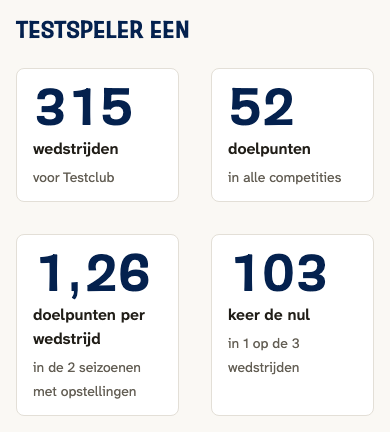 TESTSPELER EEN
315
wedstrijden
voor Testclub
52
doelpunten
in alle competities
1,26
doelpunten per
wedstrijd
in de 2 seizoenen
met opstellingen
103
keer de nul
in 1 op de 3
wedstrijden